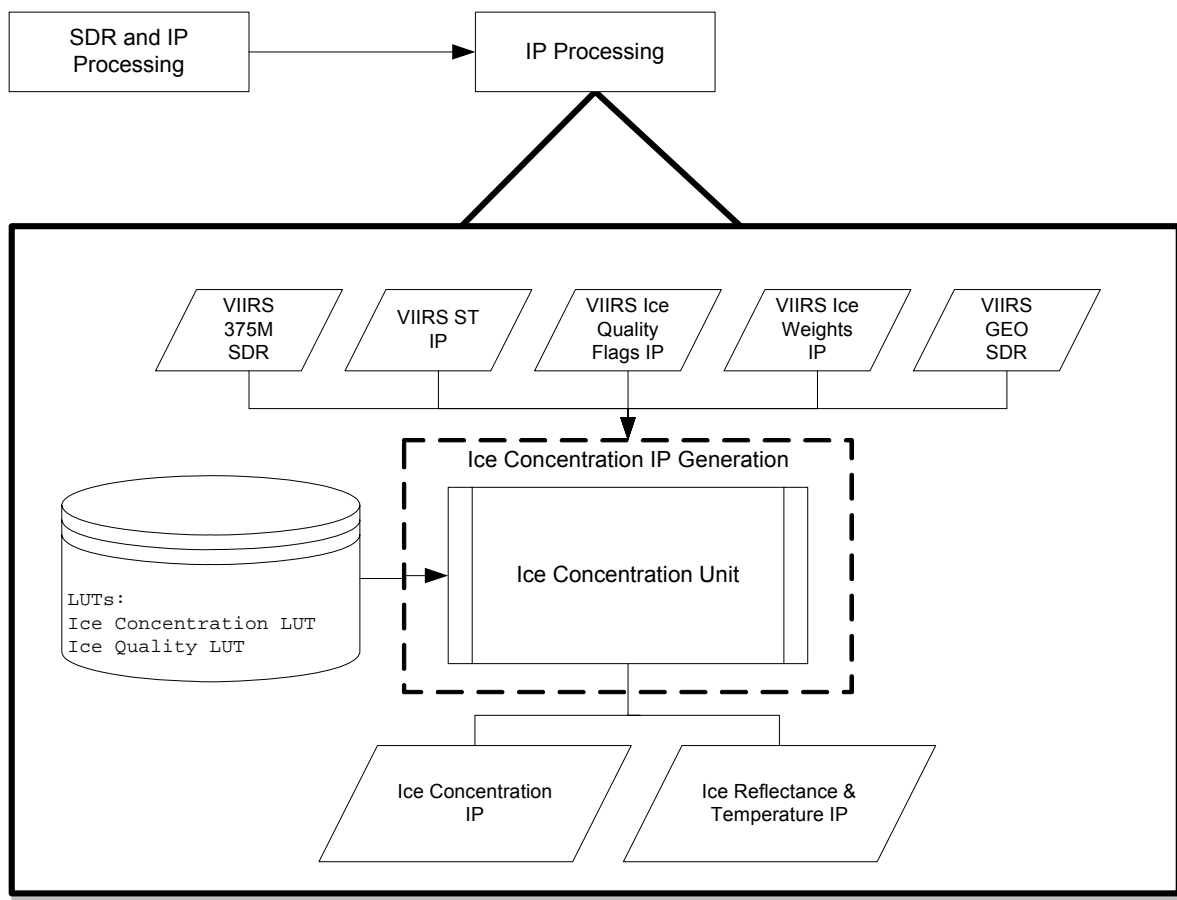 SDR and IP
Processing
IP Processing
VIIRS
375M
SDR
VIIRS ST
IP
VIIRS Ice
Quality
Flags IP
VIIRS Ice
Weights
IP
VIIRS
GEO
SDR
Ice Concentration IP Generation
Ice Concentration Unit
LUTs:
Ice Concentration LUT
Ice Quality LUT
Ice Concentration
IP
Ice Reflectance &
Temperature IP